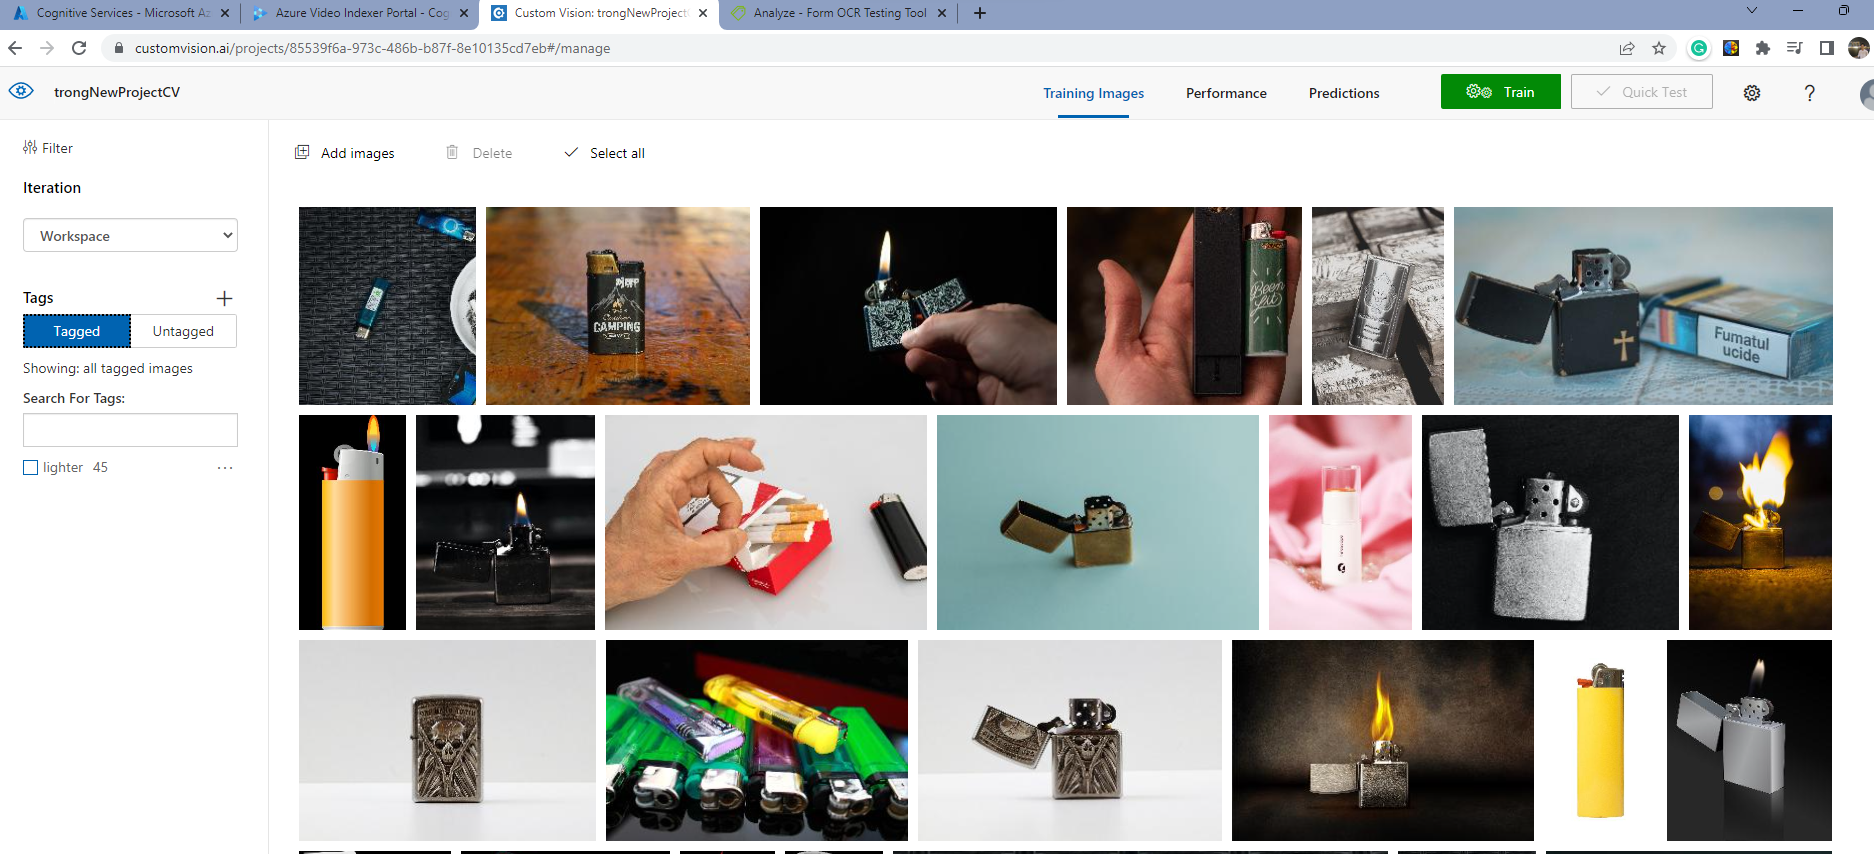 Cognitive Services - Microsoft Az
Azure Video Indexer Portal - Cog
Custom Vision: trongNewProject
Analyze - Form OCR Testing Tool
customvision.ai/projects/85539f6a-973c-486b-b87f-8e10135cd7eb#/manage
trongNewProjectCV
Training Images
Performance
Predictions
Train
Quick Test
?
Filter
Add images
Delete
Select all
Iteration
Workspace
Tags
Tagged
Untagged
Showing: all tagged images
Search For Tags:
lighter 45
CAMPING
Been
Lit
Fumatul
ucide